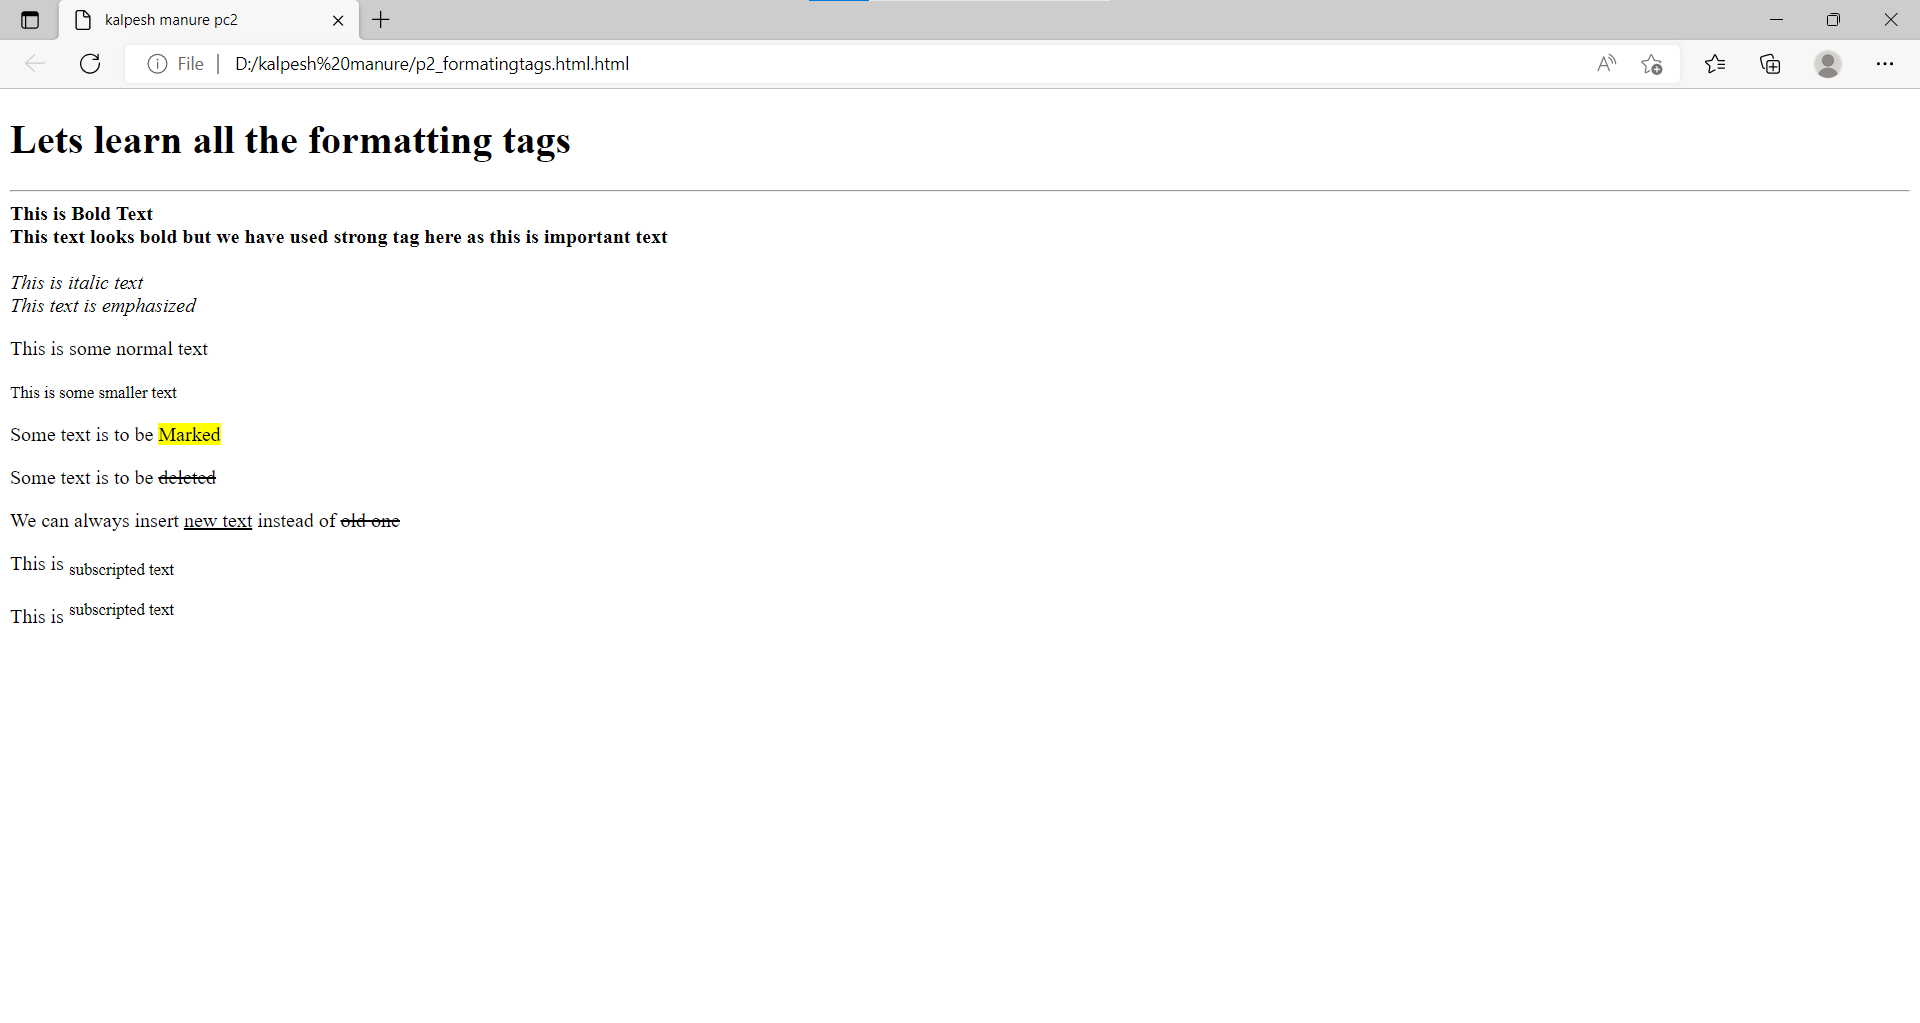 kalpesh manure pc2
File D:/kalpesh%20manure/p2_formatingtags.html.html
Lets learn all the formatting tags
This is Bold Text
This text looks bold but we have used strong tag here as this is important text
This is italic text
This text is emphasized
This is some normal text
This is some smaller text
Some text is to be Marked
Some text is to be deleted
We can always insert new text instead of old one
This is subscripted text
This is subscripted text